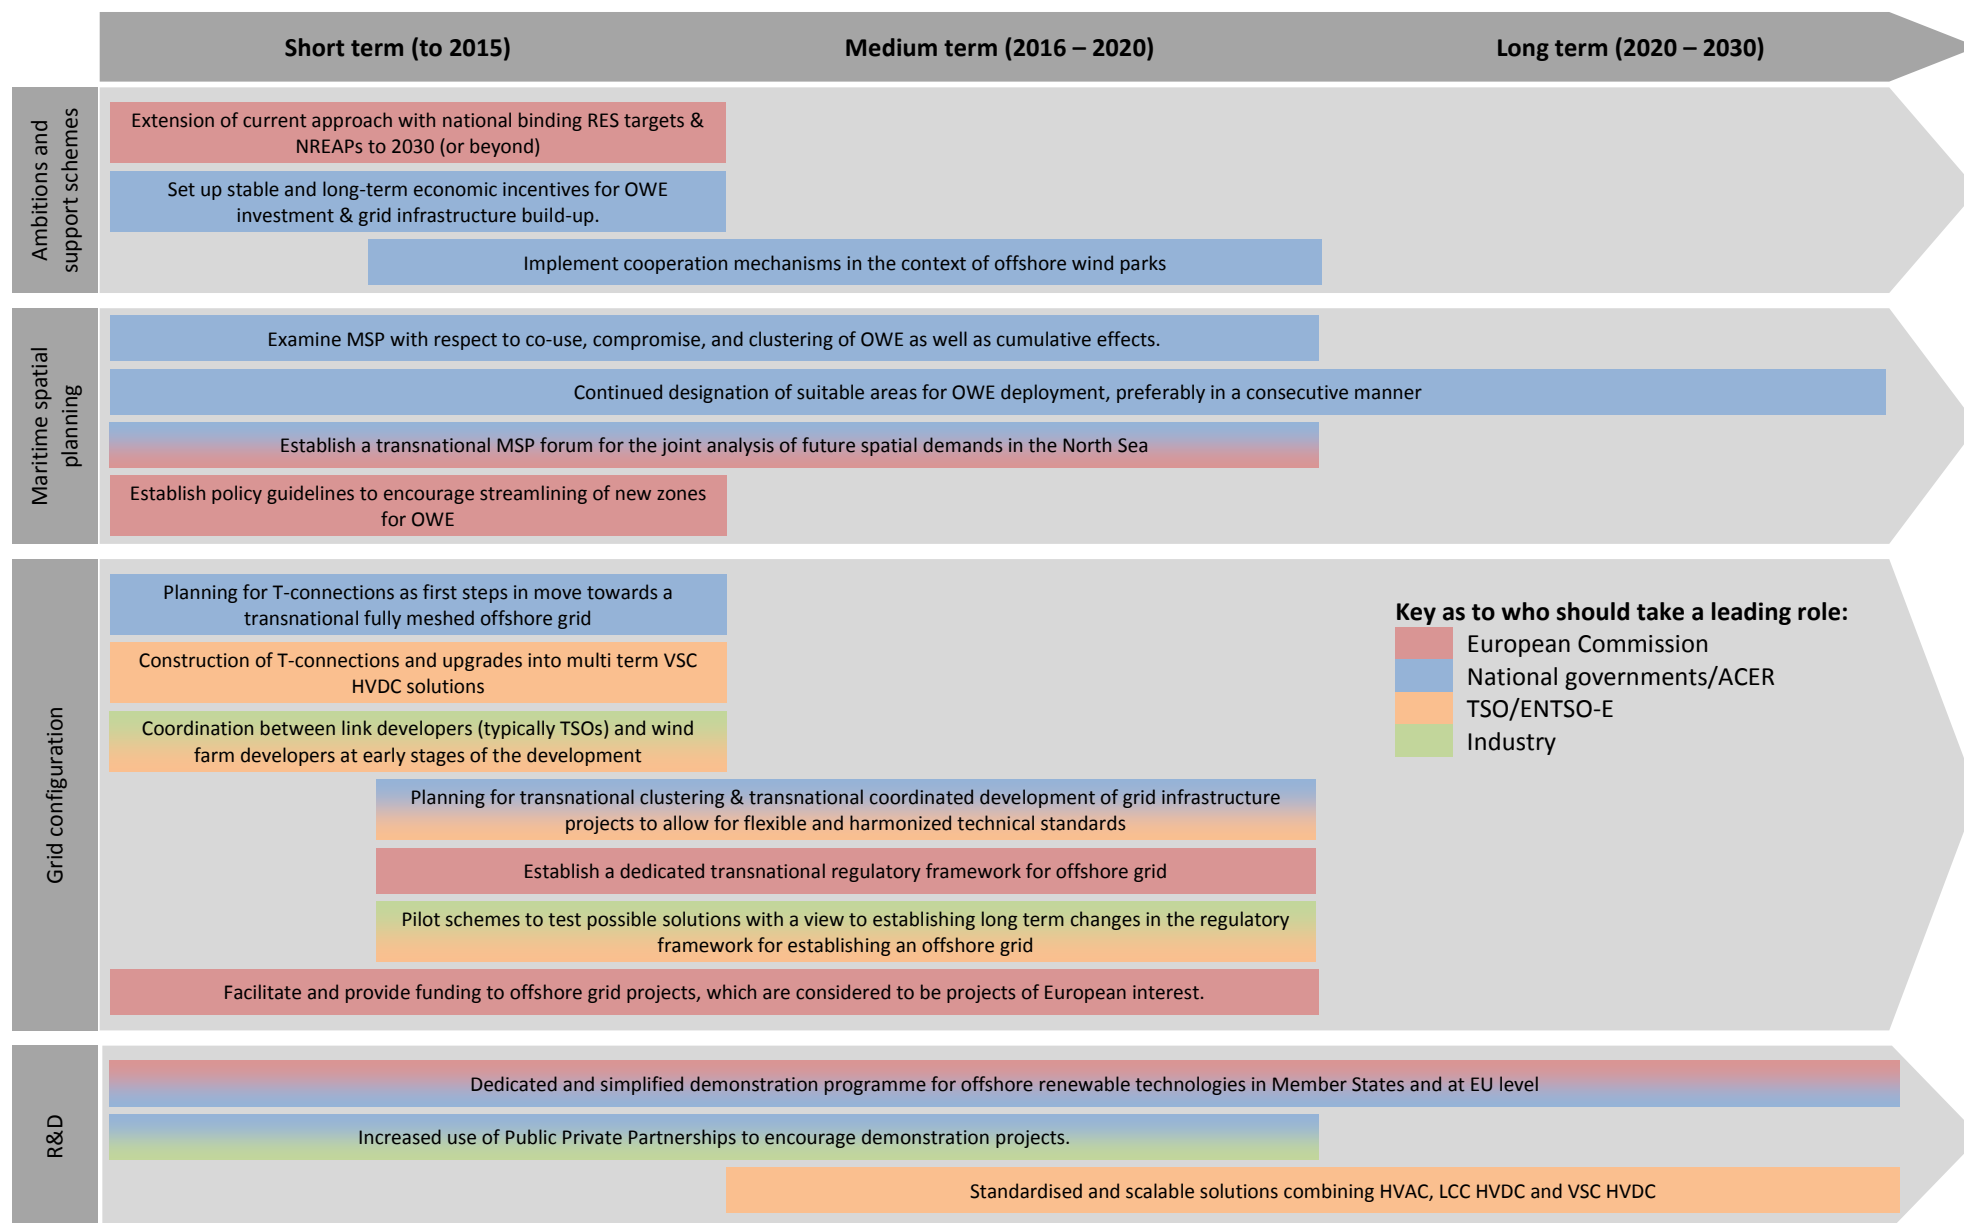 Short term (to 2015)
Medium term (2016 – 2020)
Long term (2020 – 2030)
Ambitions and
support schemes
Extension of current approach with national binding RES targets &
NREAPs to 2030 (or beyond)
Set up stable and long-term economic incentives for OWE
investment & grid infrastructure build-up.
Implement cooperation mechanisms in the context of offshore wind parks
Maritime spatial
planning
Examine MSP with respect to co-use, compromise, and clustering of OWE as well as cumulative effects.
Continued designation of suitable areas for OWE deployment, preferably in a consecutive manner
Establish a transnational MSP forum for the joint analysis of future spatial demands in the North Sea
Establish policy guidelines to encourage streamlining of new zones
for OWE
Grid configuration
Planning for T-connections as first steps in move towards a
transnational fully meshed offshore grid
Construction of T-connections and upgrades into multi term VSC
HVDC solutions
Coordination between link developers (typically TSOs) and wind
farm developers at early stages of the development
Planning for transnational clustering & transnational coordinated development of grid infrastructure
projects to allow for flexible and harmonized technical standards
Establish a dedicated transnational regulatory framework for offshore grid
Pilot schemes to test possible solutions with a view to establishing long term changes in the regulatory
framework for establishing an offshore grid
Facilitate and provide funding to offshore grid projects, which are considered to be projects of European interest.
Key as to who should take a leading role:
European Commission
National governments/ACER
TSO/ENTSO-E
Industry
R&D
Dedicated and simplified demonstration programme for offshore renewable technologies in Member States and at EU level
Increased use of Public Private Partnerships to encourage demonstration projects.
Standardised and scalable solutions combining HVAC, LCC HVDC and VSC HVDC